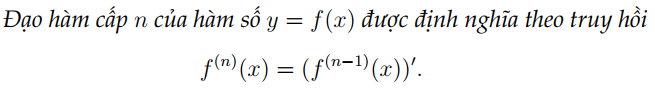 Đạo hàm cấp n của hàm số y = f(x) được định nghĩa theo truy hồi
f⁽ⁿ⁾(x) = (f⁽ⁿ⁻¹⁾(x))′.